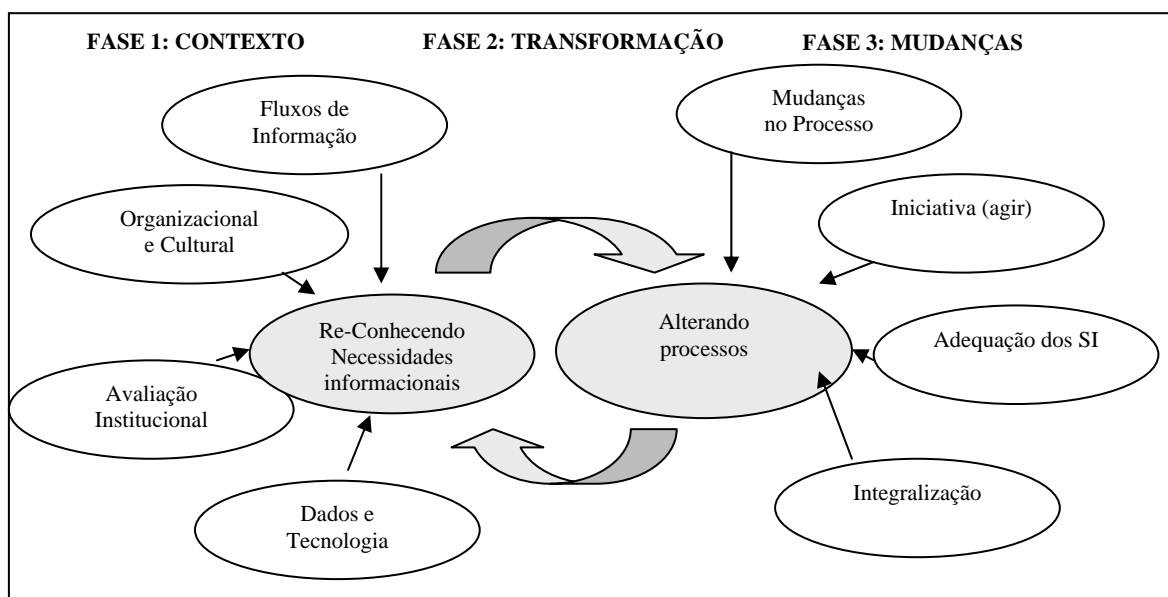 FASE 1: CONTEXTO
FASE 2: TRANSFORMAÇÃO
FASE 3: MUDANÇAS
Fluxos de
Informação
Organizacional
e Cultural
Avaliação
Institucional
Dados e
Tecnologia
Re-Conhecendo
Necessidades
informacionais
Alterando
processos
Mudanças
no Processo
Iniciativa (agir)
Adequação dos SI
Integralização